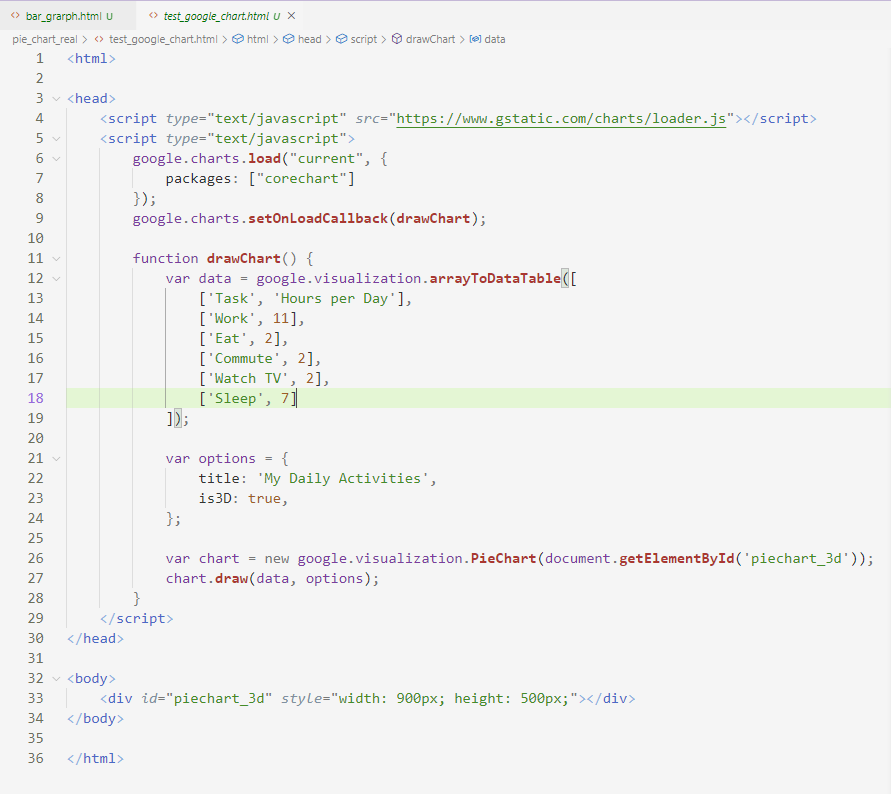 bar_grarph.html U test_google_chart.html U ×
pie_chart_real > test_google_chart.html > html > head > script > drawChart > data
1 <html>
2
3 <head>
4     <script type="text/javascript" src="https://www.gstatic.com/charts/loader.js"></script>
5     <script type="text/javascript">
6         google.charts.load("current", {
7             packages: ["corechart"]
8         });
9         google.charts.setOnLoadCallback(drawChart);
10
11         function drawChart() {
12             var data = google.visualization.arrayToDataTable([
13                 ['Task', 'Hours per Day'],
14                 ['Work', 11],
15                 ['Eat', 2],
16                 ['Commute', 2],
17                 ['Watch TV', 2],
18                 ['Sleep', 7]
19             ]);
20
21             var options = {
22                 title: 'My Daily Activities',
23                 is3D: true,
24             };
25
26             var chart = new google.visualization.PieChart(document.getElementById('piechart_3d'));
27             chart.draw(data, options);
28         }
29     </script>
30 </head>
31
32 <body>
33     <div id="piechart_3d" style="width: 900px; height: 500px;"></div>
34 </body>
35
36 </html>